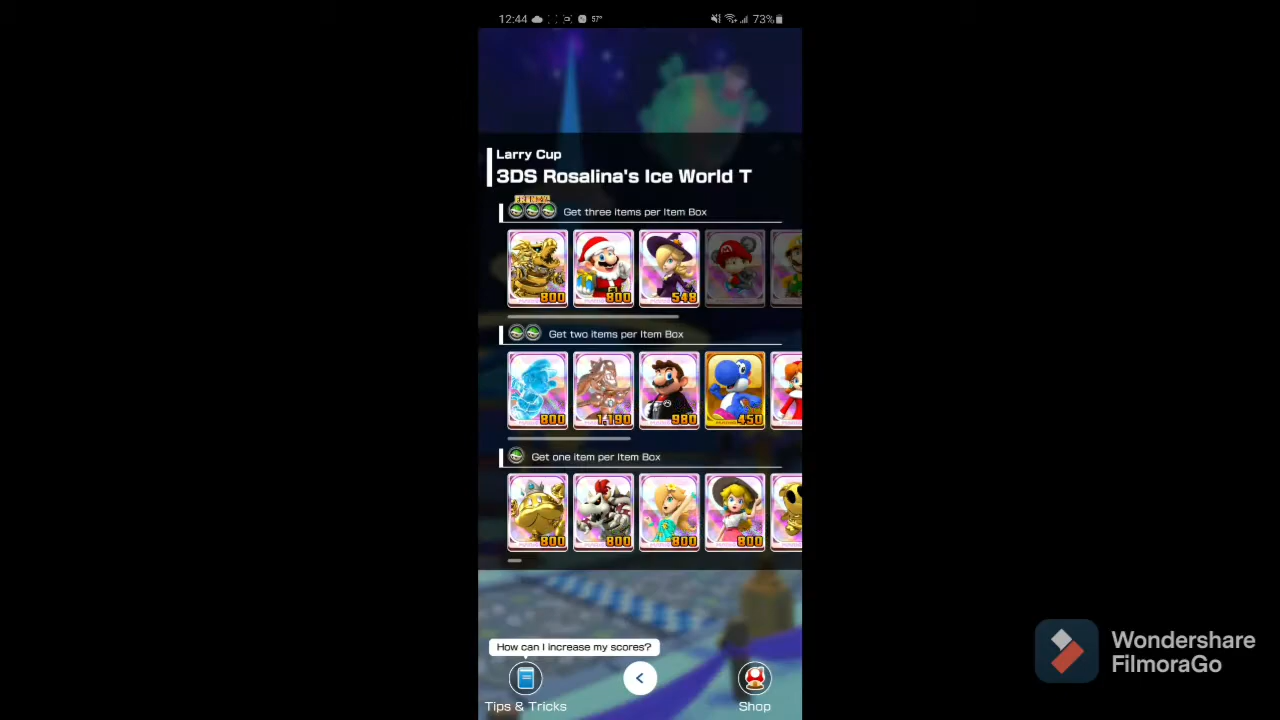 12:44 57° 73%
Larry Cup
3DS Rosalina's Ice World T
Get three items per Item Box
800 800 548
Get two items per Item Box
800 1,190 980 450
Get one item per Item Box
800 800 800 800
How can I increase my scores?
Tips & Tricks Shop
Wondershare
FilmoraGo